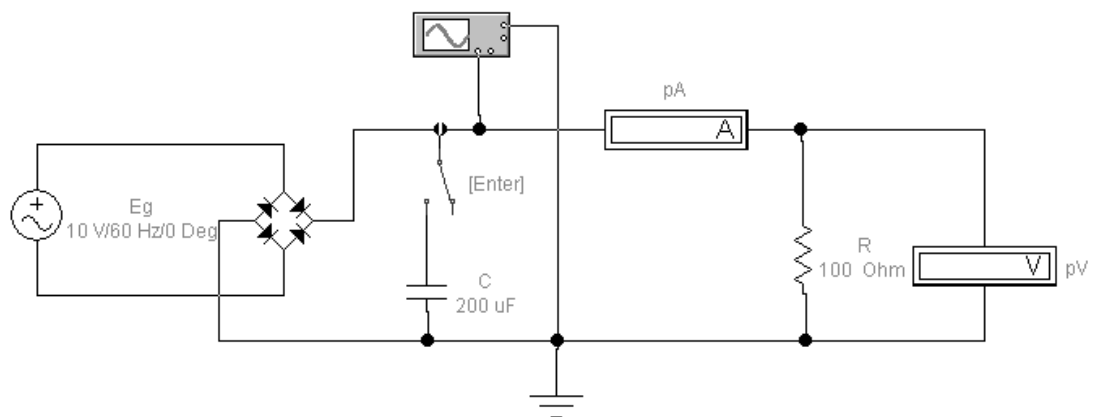 pA
A
[Enter]
Eg
10 V/60 Hz/0 Deg
C
200 uF
R
100 Ohm
V
pV